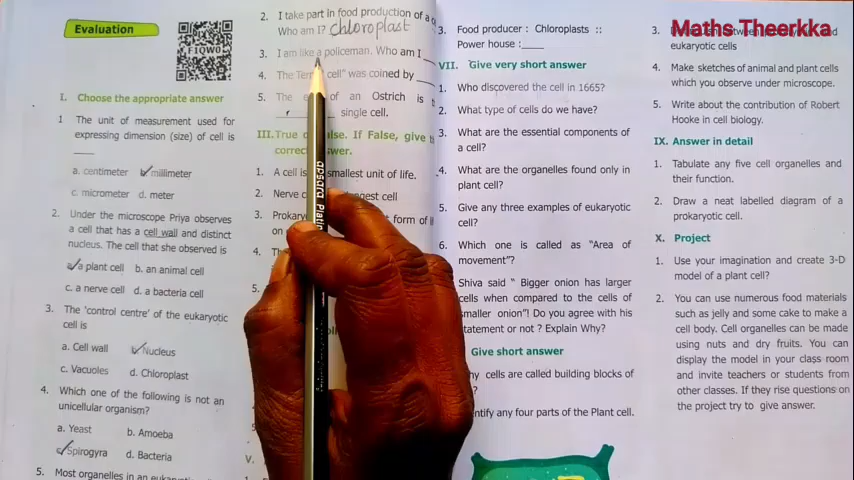 Maths Theerkka
Evaluation
F1QW0
I. Choose the appropriate answer
1 The unit of measurement used for
expressing dimension (size) of cell is
____
a. centimeter b. millimeter
c. micrometer d. meter
2. Under the microscope Priya observes
a cell that has a cell wall and distinct
nucleus. The cell that she observed is
a. a plant cell b. an animal cell
c. a nerve cell d. a bacteria cell
3. The 'control centre' of the eukaryotic
cell is
a. Cell wall b. Nucleus
c. Vacuoles d. Chloroplast
4. Which one of the following is not an
unicellular organism?
a. Yeast b. Amoeba
c. Spirogyra d. Bacteria
5. Most organelles in an
2. I take part in food production of a
Who am I? chloroplast
3. I am like a policeman. Who am I __
4. The cell" was coined by ___
5. The of an Ostrich is
single cell.
III. True If False, give
1. A cell is smallest unit of life.
2. Nerve cell
3. form of
on
4.
5.
V.
3. Food producer : Chloroplasts ::
Power house :____
VII. Give very short answer
1. Who discovered the cell in 1665?
2. What type of cells do we have?
3. What are the essential components of
a cell?
4. What are the organelles found only in
plant cell?
5. Give any three examples of eukaryotic
cell?
6. Which one is called as "Area of
movement"?
Shiva said " Bigger onion has larger
cells when compared to the cells of
smaller onion"! Do you agree with his
statement or not ? Explain Why?
Give short answer
cells are called building blocks of
?
any four parts of the Plant cell.
3.
eukaryotic cells
4. Make sketches of animal and plant cells
which you observe under microscope.
5. Write about the contribution of Robert
Hooke in cell biology.
IX. Answer in detail
1. Tabulate any five cell organelles and
their function.
2. Draw a neat labelled diagram of a
prokaryotic cell.
X. Project
1. Use your imagination and create 3-D
model of a plant cell?
2. You can use numerous food materials
such as jelly and some cake to make a
cell body. Cell organelles can be made
using nuts and dry fruits. You can
display the model in your class room
and invite teachers or students from
other classes. If they rise questions on
the project try to give answer.
apsara Platin